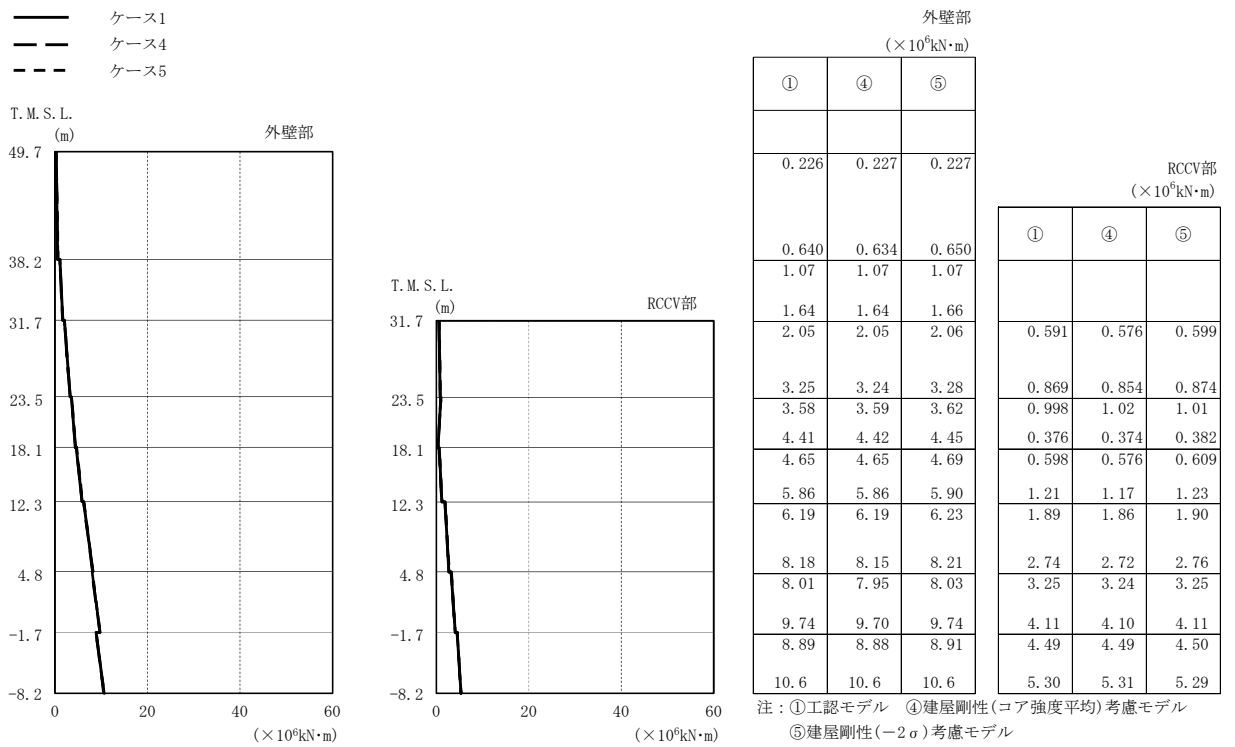 ケース1
ケース4
ケース5
T.M.S.L.
(m)
外壁部
49.7
38.2
31.7
23.5
18.1
12.3
4.8
-1.7
-8.2
0 20 40 60
(×10⁶kN・m)
T.M.S.L.
(m)
RCCV部
31.7
23.5
18.1
12.3
4.8
-1.7
-8.2
0 20 40 60
(×10⁶kN・m)
外壁部
(×10⁶kN・m)
① ④ ⑤
0.226 0.227 0.227
0.640 0.634 0.650
1.07 1.07 1.07
1.64 1.64 1.66
2.05 2.05 2.06
3.25 3.24 3.28
3.58 3.59 3.62
4.41 4.42 4.45
4.65 4.65 4.69
5.86 5.86 5.90
6.19 6.19 6.23
8.18 8.15 8.21
8.01 7.95 8.03
9.74 9.70 9.74
8.89 8.88 8.91
10.6 10.6 10.6
RCCV部
(×10⁶kN・m)
① ④ ⑤
0.591 0.576 0.599
0.869 0.854 0.874
0.998 1.02 1.01
0.376 0.374 0.382
0.598 0.576 0.609
1.21 1.17 1.23
1.89 1.86 1.90
2.74 2.72 2.76
3.25 3.24 3.25
4.11 4.10 4.11
4.49 4.49 4.50
5.30 5.31 5.29
注：①工認モデル ④建屋剛性(コア強度平均)考慮モデル
⑤建屋剛性(－2σ)考慮モデル